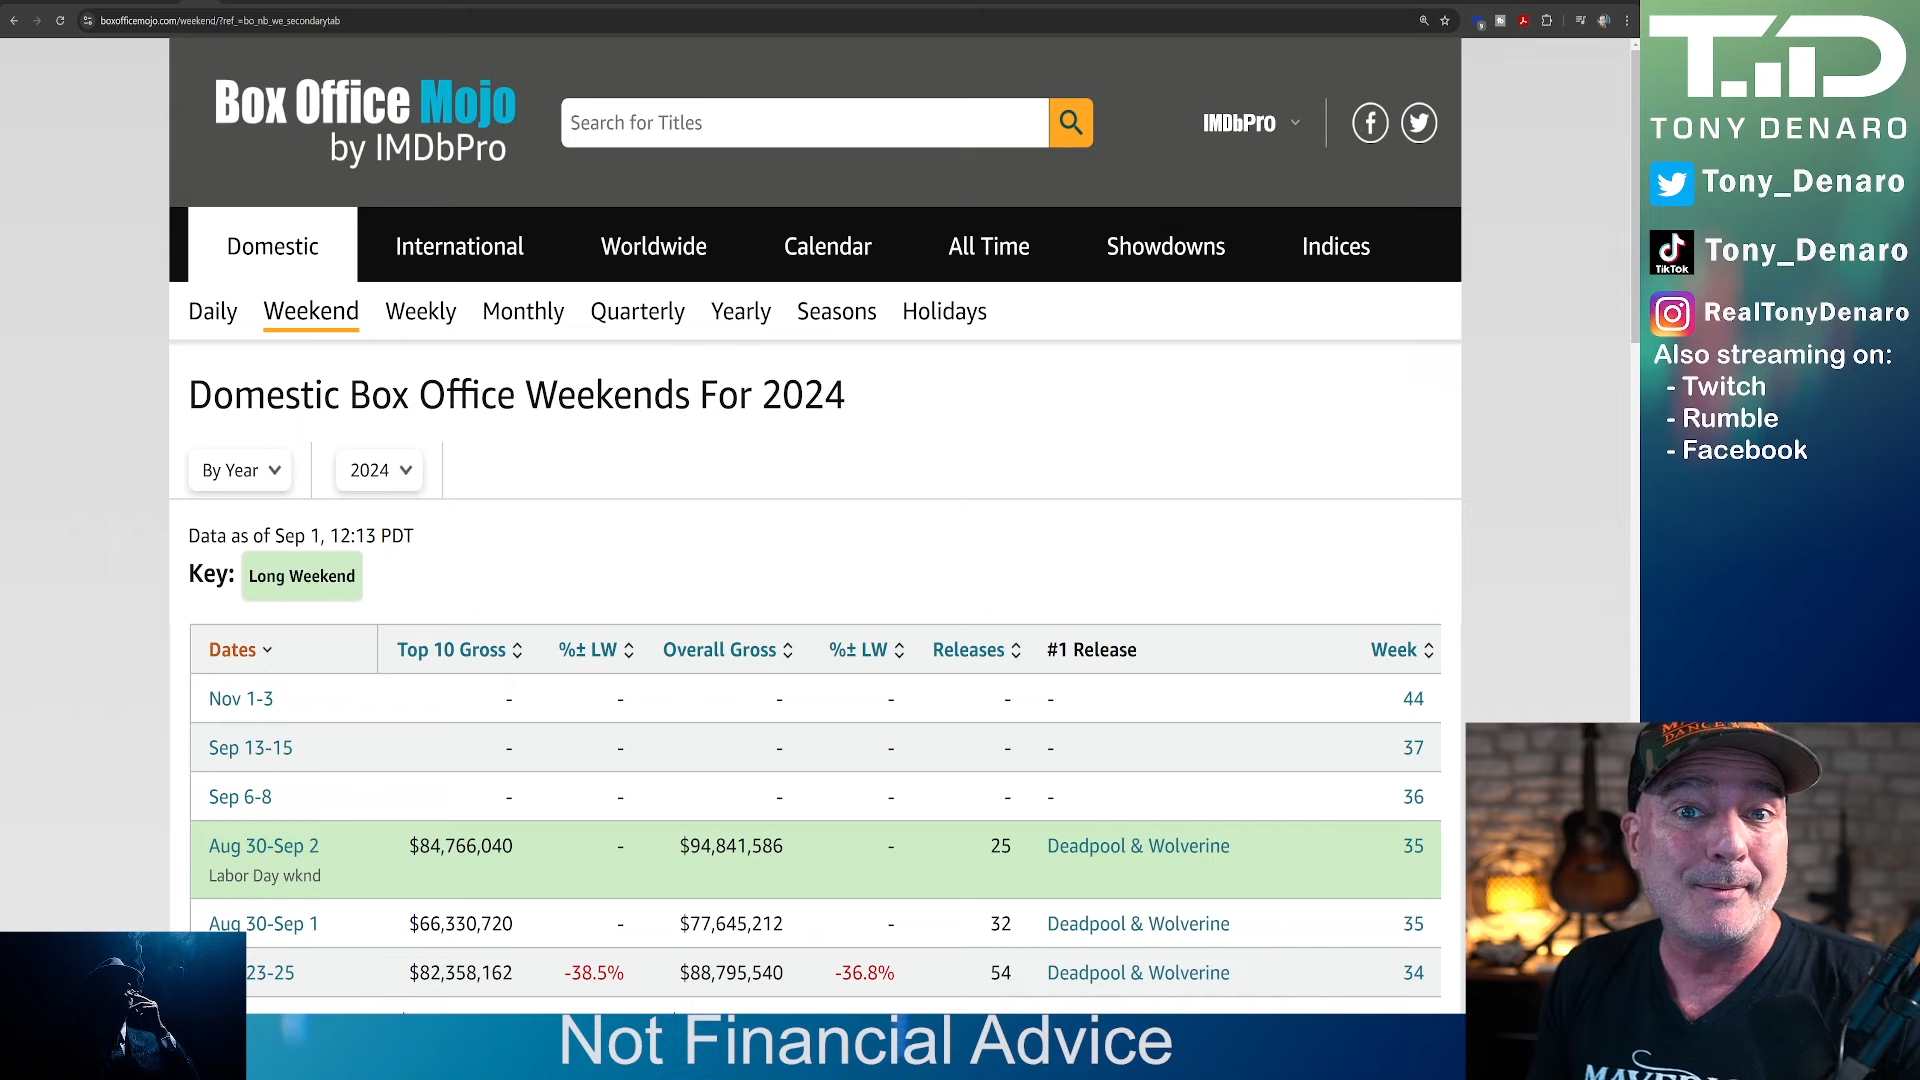 boxofficemojo.com/weekend/?ref_=bo_nb_we_secondarytab
Box Office Mojo
by IMDbPro
Search for Titles
IMDbPro
Domestic International Worldwide Calendar All Time Showdowns Indices
Daily Weekend Weekly Monthly Quarterly Yearly Seasons Holidays
Domestic Box Office Weekends For 2024
By Year 2024
Data as of Sep 1, 12:13 PDT
Key: Long Weekend
Dates Top 10 Gross %± LW Overall Gross %± LW Releases #1 Release Week
Nov 1-3 - - - - - - 44
Sep 13-15 - - - - - - 37
Sep 6-8 - - - - - - 36
Aug 30-Sep 2 $84,766,040 - $94,841,586 - 25 Deadpool & Wolverine 35
Labor Day wknd
Aug 30-Sep 1 $66,330,720 - $77,645,212 - 32 Deadpool & Wolverine 35
23-25 $82,358,162 -38.5% $88,795,540 -36.8% 54 Deadpool & Wolverine 34
Not Financial Advice
TD
TONY DENARO
Tony_Denaro
TikTok
Tony_Denaro
RealTonyDenaro
Also streaming on:
- Twitch
- Rumble
- Facebook